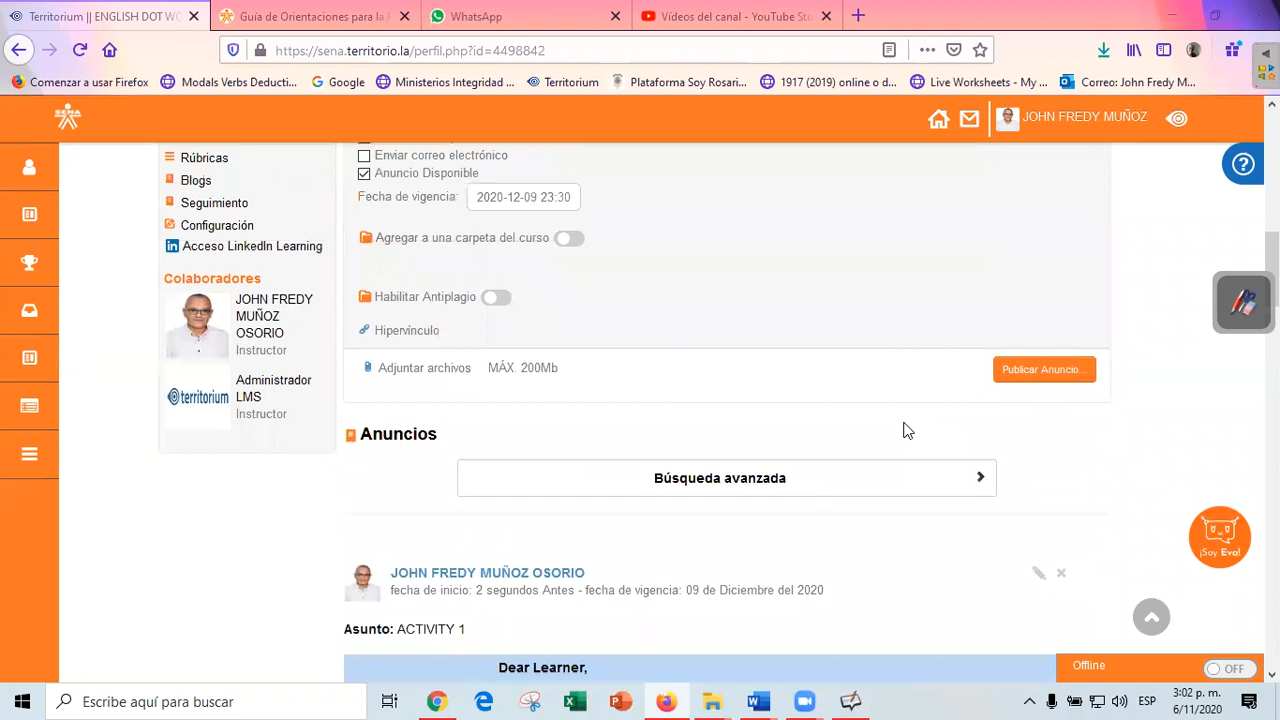 Territorium || ENGLISH DOT WO
Guía de Orientaciones para la
WhatsApp
Vídeos del canal - YouTube Stu
https://sena.territorio.la/perfil.php?id=4498842
Comenzar a usar Firefox
Modals Verbs Deducti...
Google
Ministerios Integridad ...
Territorium
Plataforma Soy Rosari...
1917 (2019) online o d...
Live Worksheets - My ...
Correo: John Fredy M...
SENA
JOHN FREDY MUÑOZ
Rúbricas
Blogs
Seguimiento
Configuración
Acceso LinkedIn Learning
Colaboradores
JOHN FREDY
MUÑOZ
OSORIO
Instructor
territorium
Administrador
LMS
Instructor
Enviar correo electrónico
Anuncio Disponible
Fecha de vigencia: 2020-12-09 23:30
Agregar a una carpeta del curso
Habilitar Antiplagio
Hipervínculo
Adjuntar archivos MÁX. 200Mb
Publicar Anuncio...
Anuncios
Búsqueda avanzada
JOHN FREDY MUÑOZ OSORIO
fecha de inicio: 2 segundos Antes - fecha de vigencia: 09 de Diciembre del 2020
Asunto: ACTIVITY 1
Dear Learner,
¡Soy Eva!
Offline
OFF
Escribe aquí para buscar
ESP
3:02 p. m.
6/11/2020